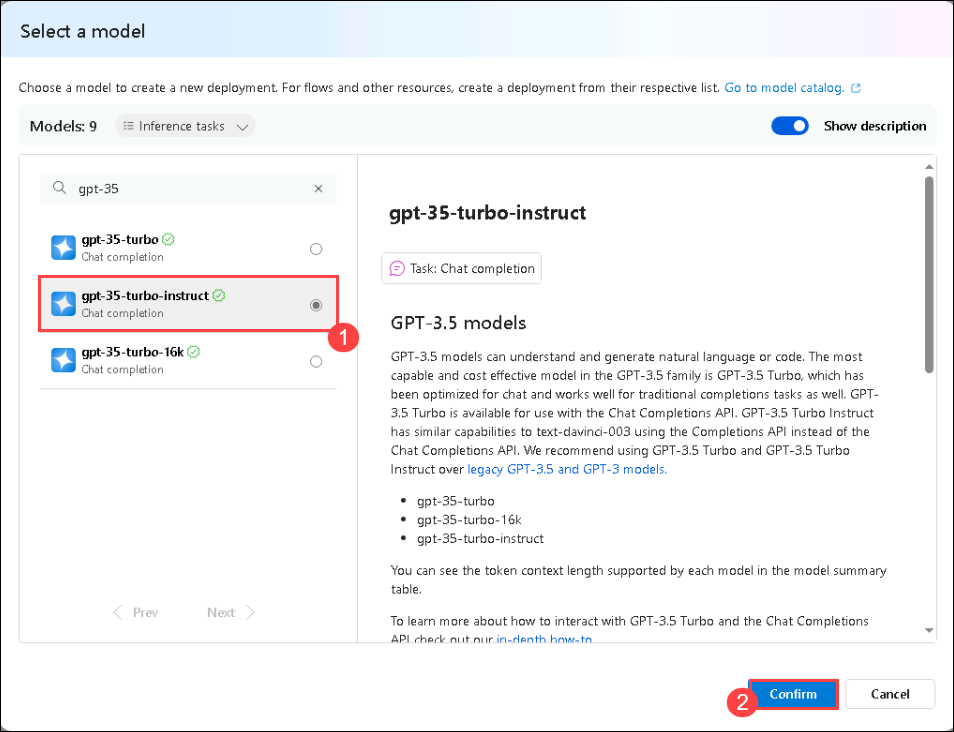 Select a model
Choose a model to create a new deployment. For flows and other resources, create a deployment from their respective list. Go to model catalog.
Models: 9
Inference tasks
Show description
gpt-35
gpt-35-turbo
Chat completion
gpt-35-turbo-instruct
Chat completion
1
gpt-35-turbo-16k
Chat completion
Prev
Next
gpt-35-turbo-instruct
Task: Chat completion
GPT-3.5 models
GPT-3.5 models can understand and generate natural language or code. The most
capable and cost effective model in the GPT-3.5 family is GPT-3.5 Turbo, which has
been optimized for chat and works well for traditional completions tasks as well. GPT-
3.5 Turbo is available for use with the Chat Completions API. GPT-3.5 Turbo Instruct
has similar capabilities to text-davinci-003 using the Completions API instead of the
Chat Completions API. We recommend using GPT-3.5 Turbo and GPT-3.5 Turbo
Instruct over legacy GPT-3.5 and GPT-3 models.
• gpt-35-turbo
• gpt-35-turbo-16k
• gpt-35-turbo-instruct
You can see the token context length supported by each model in the model summary
table.
To learn more about how to interact with GPT-3.5 Turbo and the Chat Completions
API check out our in-depth how-to
2
Confirm
Cancel